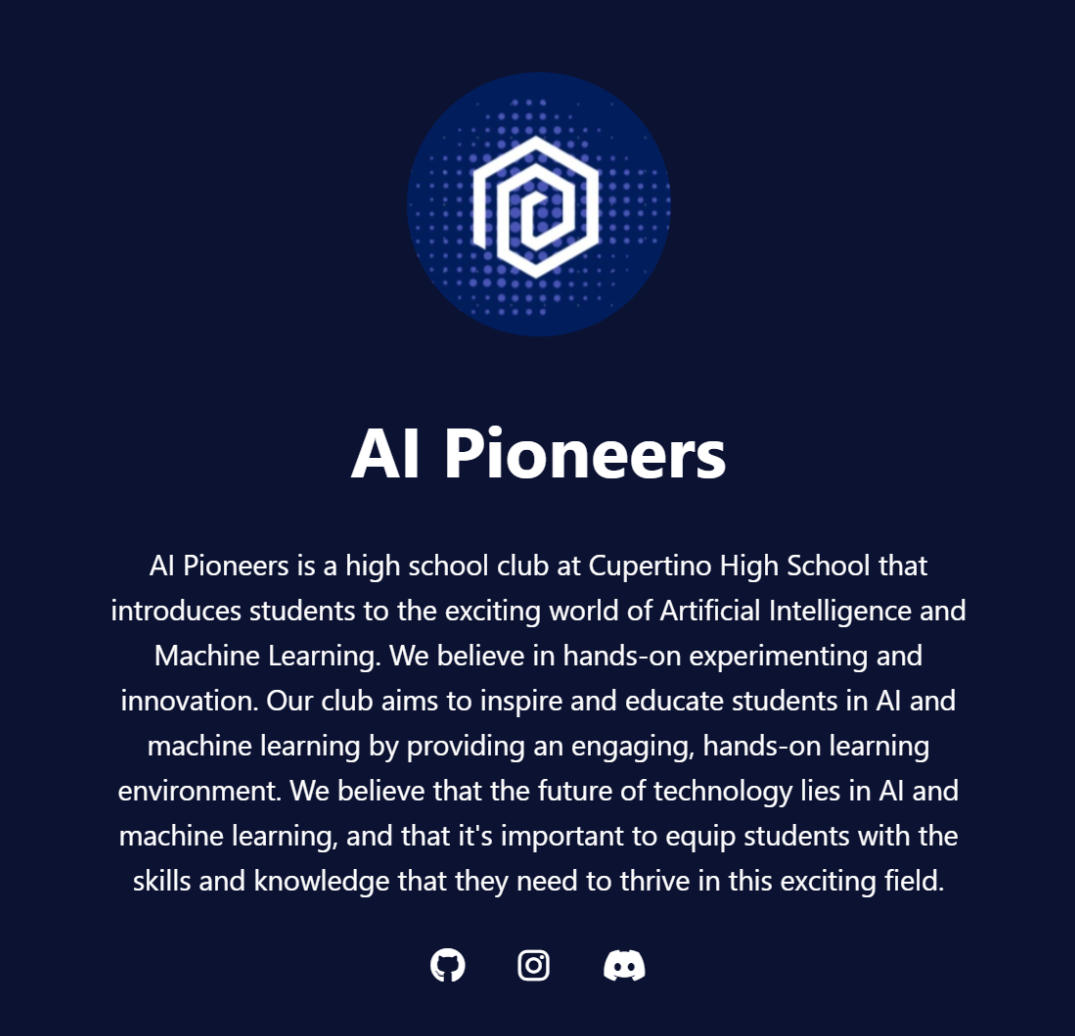 AI Pioneers
AI Pioneers is a high school club at Cupertino High School that
introduces students to the exciting world of Artificial Intelligence and
Machine Learning. We believe in hands-on experimenting and
innovation. Our club aims to inspire and educate students in AI and
machine learning by providing an engaging, hands-on learning
environment. We believe that the future of technology lies in AI and
machine learning, and that it's important to equip students with the
skills and knowledge that they need to thrive in this exciting field.